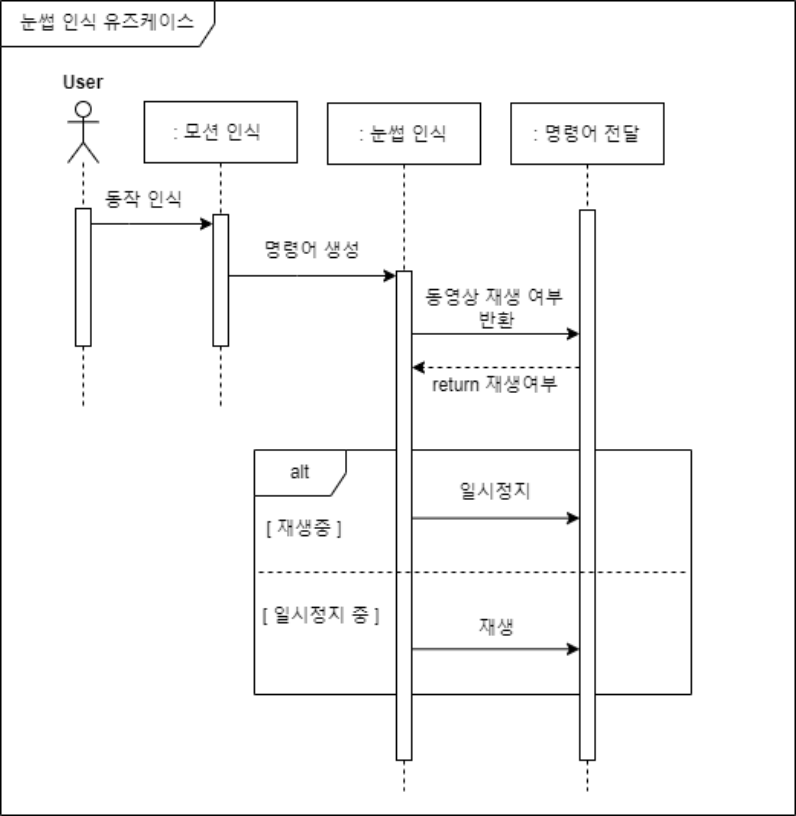 눈썹 인식 유즈케이스
User
: 모션 인식
: 눈썹 인식
: 명령어 전달
동작 인식
명령어 생성
동영상 재생 여부
반환
return 재생여부
alt
일시정지
[ 재생중 ]
[ 일시정지 중 ]
재생